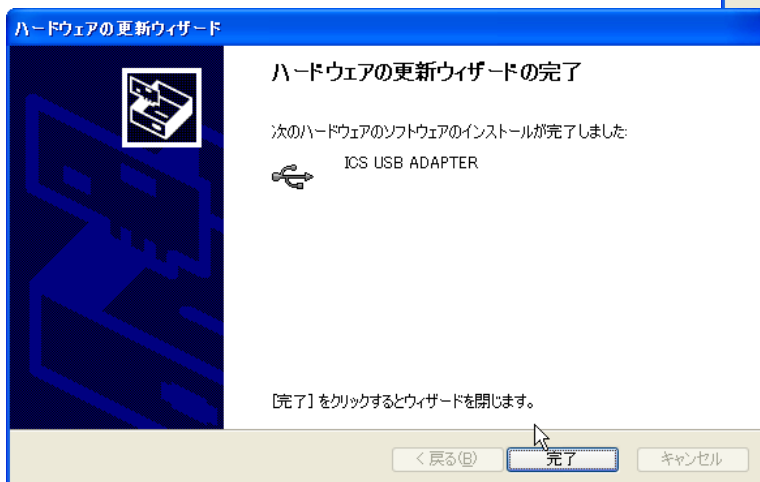 ハードウェアの更新ウィザード
ハードウェアの更新ウィザードの完了
次のハードウェアのソフトウェアのインストールが完了しました:
ICS USB ADAPTER
[完了] をクリックするとウィザードを閉じます。
< 戻る(B)
完了
キャンセル